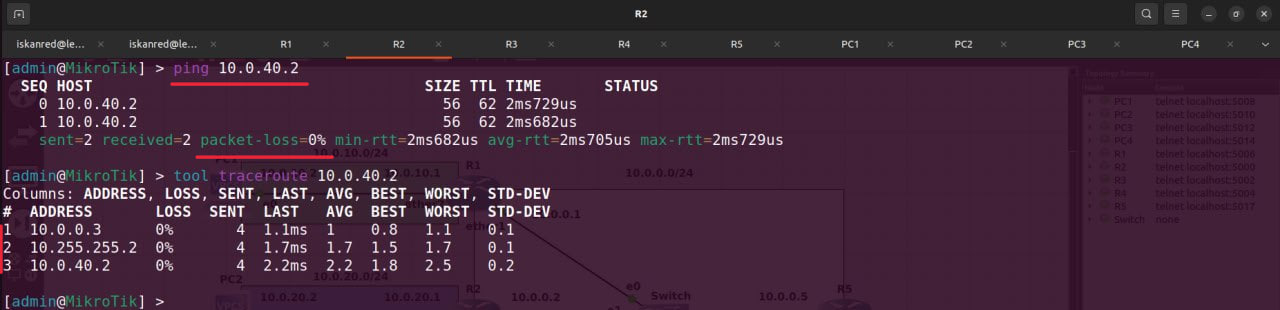 R2
iskanred@le...
iskanred@le...
R1
R2
R3
R4
R5
PC1
PC2
PC3
PC4
[admin@MikroTik] > ping 10.0.40.2
SEQ HOST SIZE TTL TIME STATUS
0 10.0.40.2 56 62 2ms729us
1 10.0.40.2 56 62 2ms682us
sent=2 received=2 packet-loss=0% min-rtt=2ms682us avg-rtt=2ms705us max-rtt=2ms729us
[admin@MikroTik] > tool traceroute 10.0.40.2
Columns: ADDRESS, LOSS, SENT, LAST, AVG, BEST, WORST, STD-DEV
# ADDRESS LOSS SENT LAST AVG BEST WORST STD-DEV
1 10.0.0.3 0% 4 1.1ms 1 0.8 1.1 0.1
2 10.255.255.2 0% 4 1.7ms 1.7 1.5 1.7 0.1
3 10.0.40.2 0% 4 2.2ms 2.2 1.8 2.5 0.2
[admin@MikroTik] >
PC1
10.0.10.0/24
R1
10.0.0.0/24
10.0.0.1
PC2
10.0.20.0/24
10.0.20.2
10.0.20.1
R2
10.0.0.2
e0
Switch
10.0.0.5
R5
Topology Summary
PC1 telnet localhost:5008
PC2 telnet localhost:5010
PC3 telnet localhost:5012
PC4 telnet localhost:5014
R1 telnet localhost:5006
R2 telnet localhost:5000
R3 telnet localhost:5002
R4 telnet localhost:5004
R5 telnet localhost:5017
Switch none